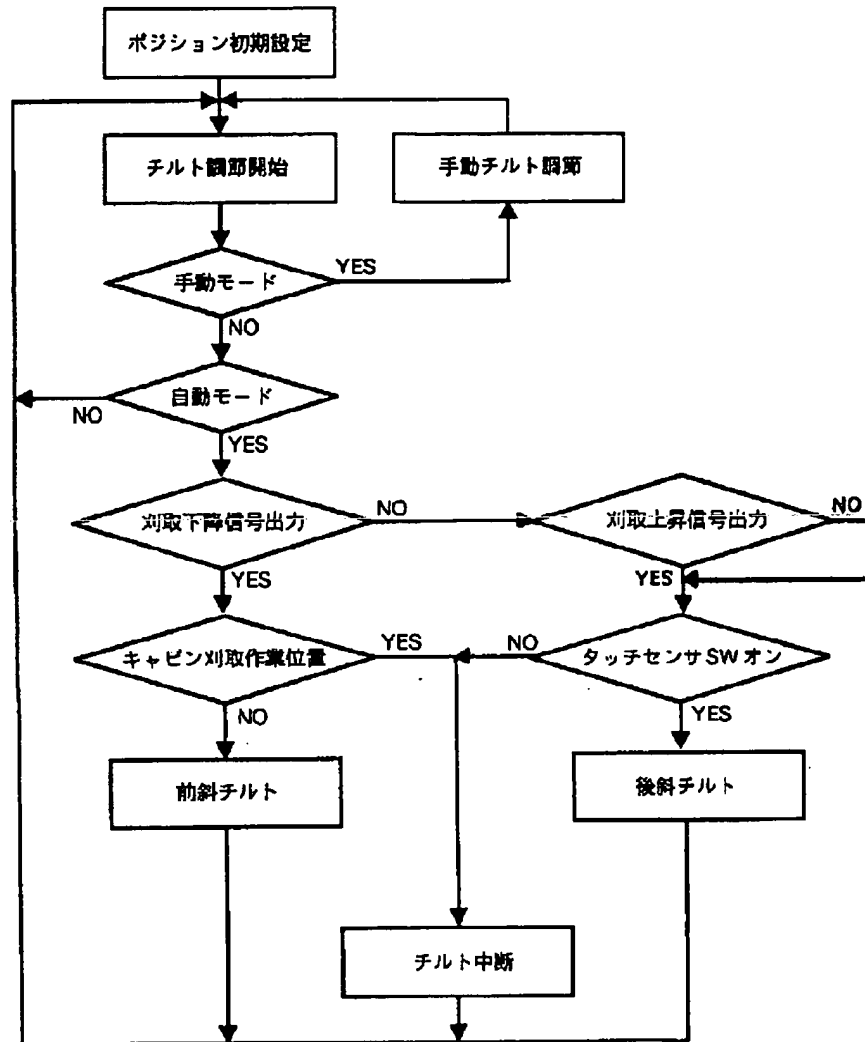 ポジション初期設定
チルト調節開始
手動チルト調節
手動モード
YES
NO
自動モード
NO
YES
刈取下降信号出力
NO
刈取上昇信号出力
NO
YES
YES
キャビン刈取作業位置
YES
NO
タッチセンサSWオン
NO
YES
前斜チルト
後斜チルト
チルト中断